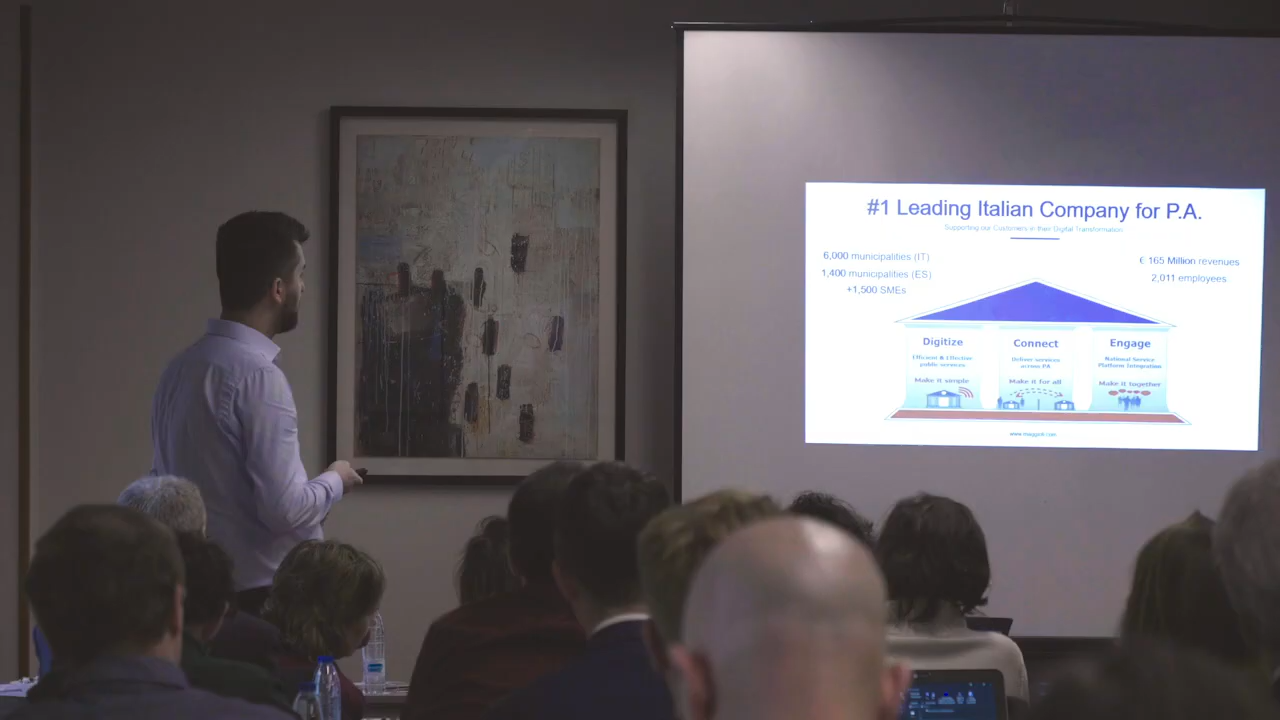 #1 Leading Italian Company for P.A.
Supporting our Customers in their Digital Transformation
6,000 municipalities (IT)
1,400 municipalities (ES)
+1,500 SMEs
€ 165 Million revenues
2,011 employees
Digitize
Efficient & Effective
public services
Make it simple
Connect
Deliver services
across PA
Make it for all
Engage
National Service
Platform Integration
Make it together
www.maggioli.com